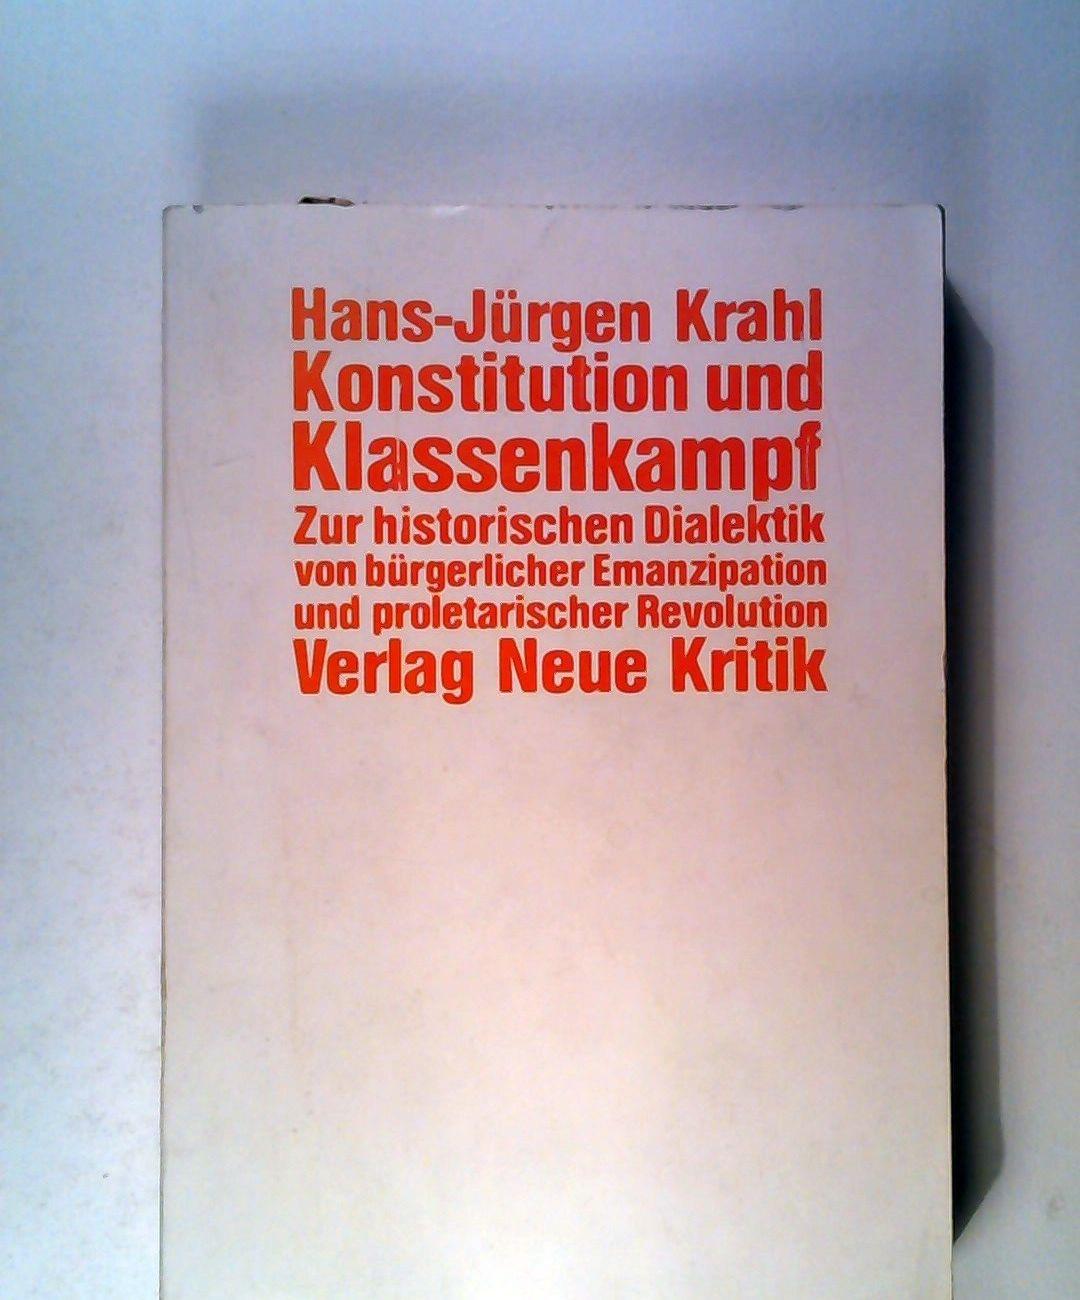 Hans-Jürgen Krahl
Konstitution und
Klassenkampf
Zur historischen Dialektik
von bürgerlicher Emanzipation
und proletarischer Revolution
Verlag Neue Kritik